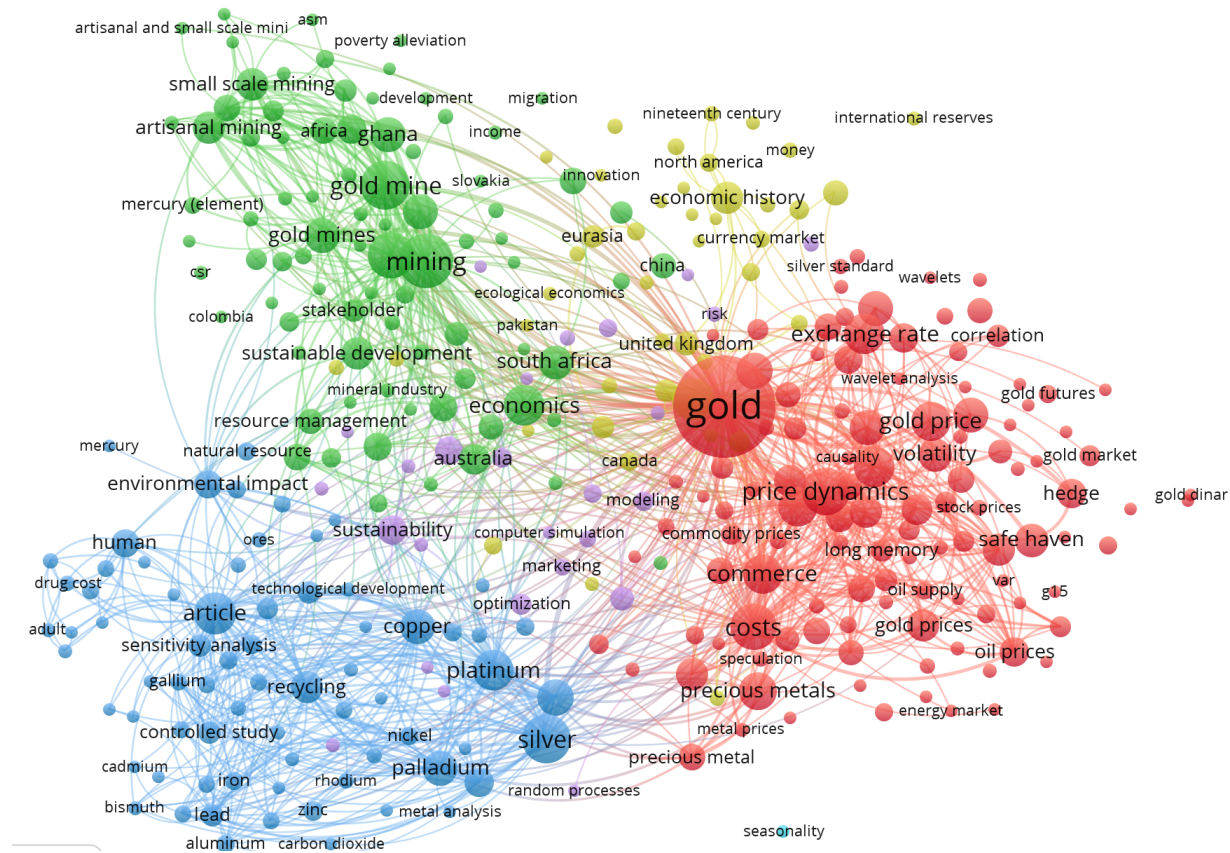 artisanal and small scale mini
asm
poverty alleviation
small scale mining
development
migration
nineteenth century
international reserves
artisanal mining
africa
ghana
income
money
north america
gold mine
slovakia
innovation
economic history
mercury (element)
gold mines
eurasia
currency market
mining
china
silver standard
csr
wavelets
ecological economics
stakeholder
colombia
risk
pakistan
exchange rate
correlation
united kingdom
sustainable development
south africa
wavelet analysis
mineral industry
gold futures
economics
gold
resource management
gold price
mercury
natural resource
australia
canada
causality
volatility
gold market
environmental impact
price dynamics
hedge
gold dinar
modeling
stock prices
sustainability
computer simulation
commodity prices
human
ores
long memory
safe haven
marketing
commerce
drug cost
technological development
oil supply
var
g15
optimization
article
adult
copper
costs
gold prices
sensitivity analysis
oil prices
speculation
platinum
gallium
recycling
precious metals
energy market
controlled study
nickel
silver
metal prices
precious metal
cadmium
iron
rhodium
palladium
random processes
bismuth
lead
zinc
metal analysis
seasonality
aluminum
carbon dioxide